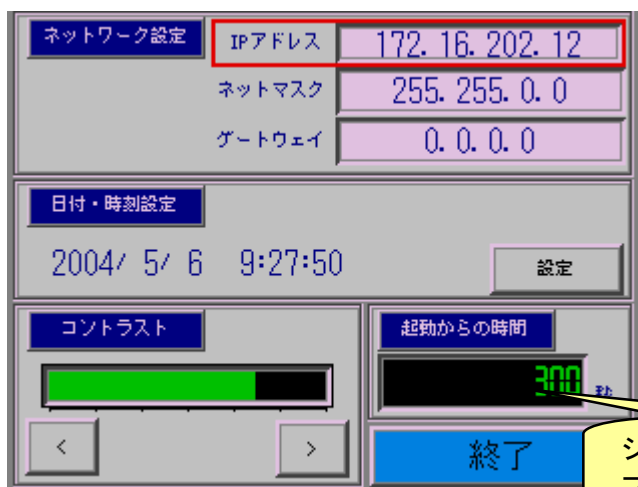 ネットワーク設定
IPアドレス 172. 16. 202. 12
ネットマスク 255. 255. 0. 0
ゲートウェイ 0. 0. 0. 0
日付・時刻設定
2004/ 5/ 6 9:27:50
設定
コントラスト
起動からの時間
300 秒
< >
終了